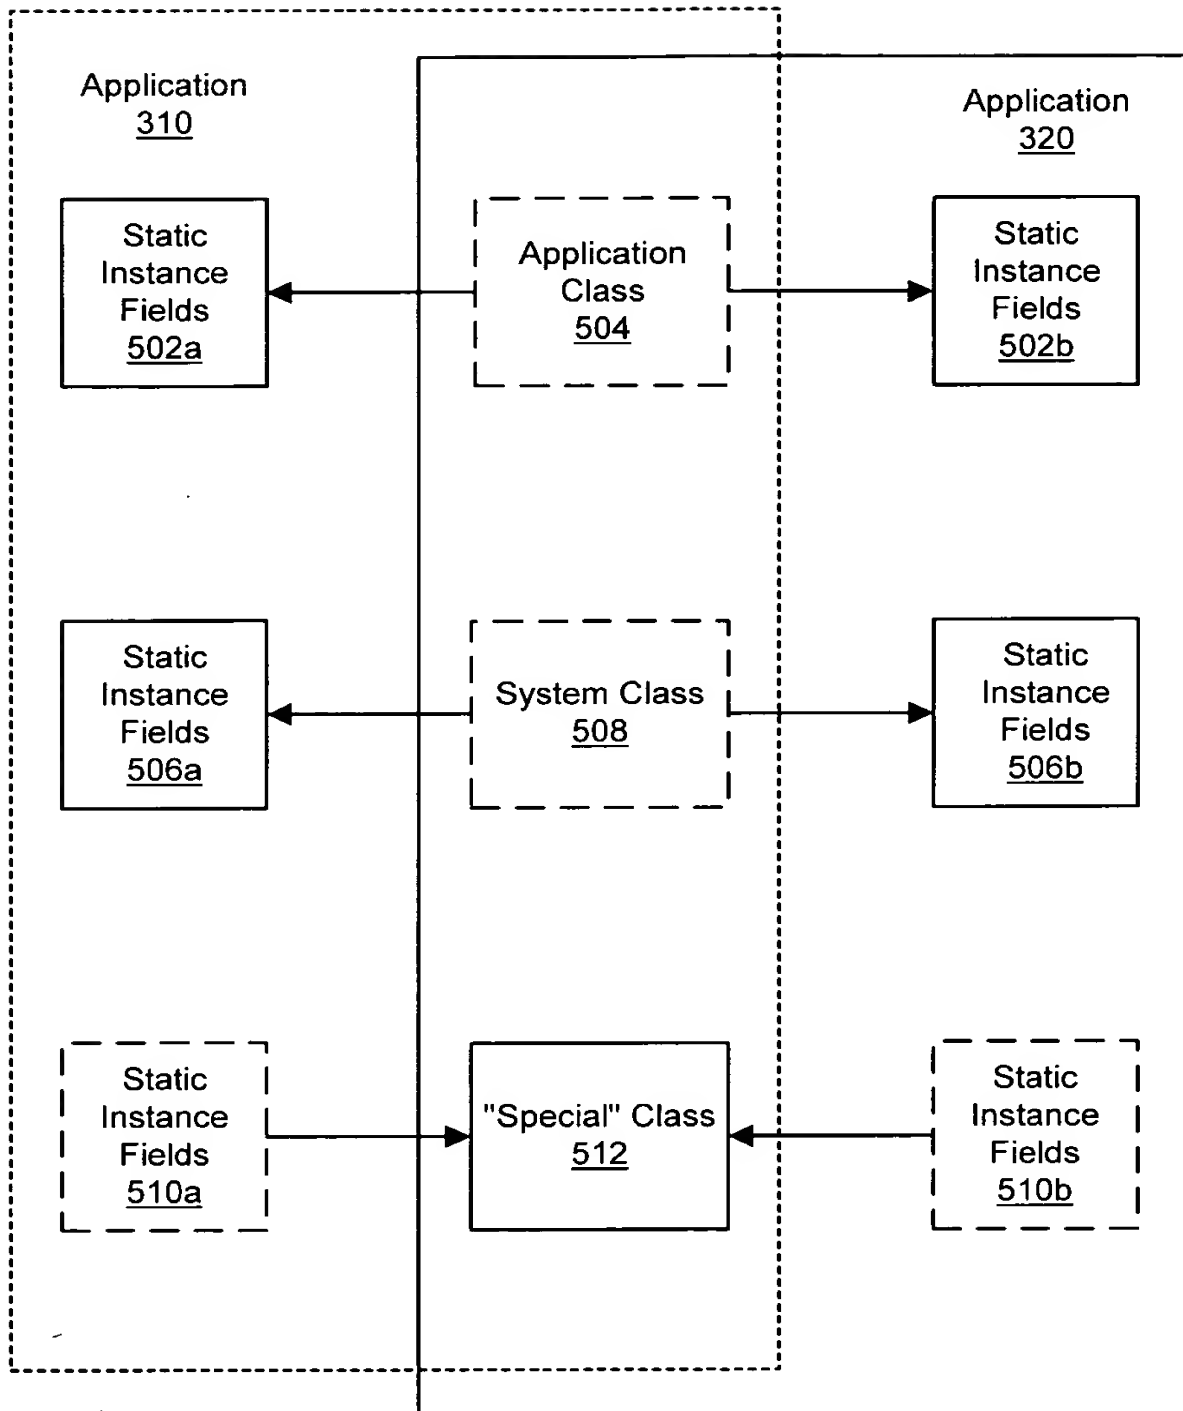 Application
310
Application
320
Static
Instance
Fields
502a
Application
Class
504
Static
Instance
Fields
502b
Static
Instance
Fields
506a
System Class
508
Static
Instance
Fields
506b
Static
Instance
Fields
510a
"Special" Class
512
Static
Instance
Fields
510b